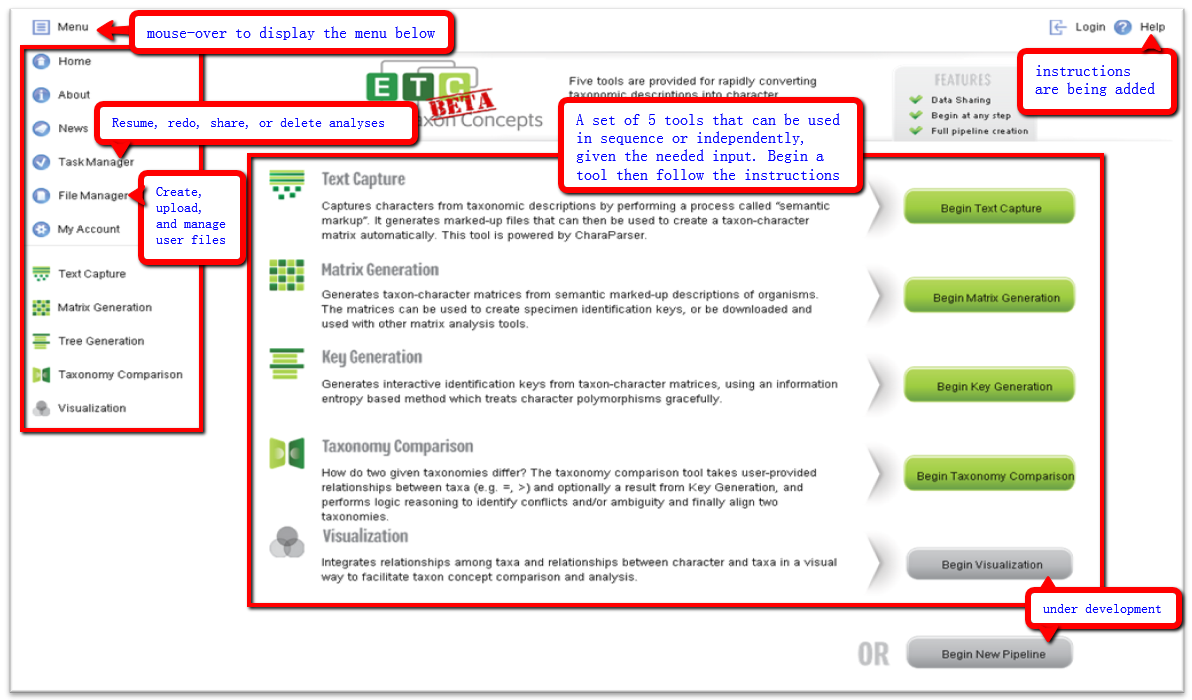 Menu
mouse-over to display the menu below
Login
Help
instructions
are being added
Home
About
News
Resume, redo, share, or delete analyses
Task Manager
File Manager
Create,
upload,
and manage
user files
My Account
Text Capture
Matrix Generation
Tree Generation
Taxonomy Comparison
Visualization
ETC
BETA
Taxon Concepts
Five tools are provided for rapidly converting
taxonomic descriptions into character
A set of 5 tools that can be used
in sequence or independently,
given the needed input. Begin a
tool then follow the instructions
FEATURES
Data Sharing
Begin at any step
Full pipeline creation
Text Capture
Captures characters from taxonomic descriptions by performing a process called "semantic
markup". It generates marked-up files that can then be used to create a taxon-character
matrix automatically. This tool is powered by CharaParser.
Begin Text Capture
Matrix Generation
Generates taxon-character matrices from semantic marked-up descriptions of organisms.
The matrices can be used to create specimen identification keys, or be downloaded and
used with other matrix analysis tools.
Begin Matrix Generation
Key Generation
Generates interactive identification keys from taxon-character matrices, using an information
entropy based method which treats character polymorphisms gracefully.
Begin Key Generation
Taxonomy Comparison
How do two given taxonomies differ? The taxonomy comparison tool takes user-provided
relationships between taxa (e.g. =, >) and optionally a result from Key Generation, and
performs logic reasoning to identify conflicts and/or ambiguity and finally align two
taxonomies.
Begin Taxonomy Comparison
Visualization
Integrates relationships among taxa and relationships between character and taxa in a visual
way to facilitate taxon concept comparison and analysis.
Begin Visualization
under development
OR
Begin New Pipeline